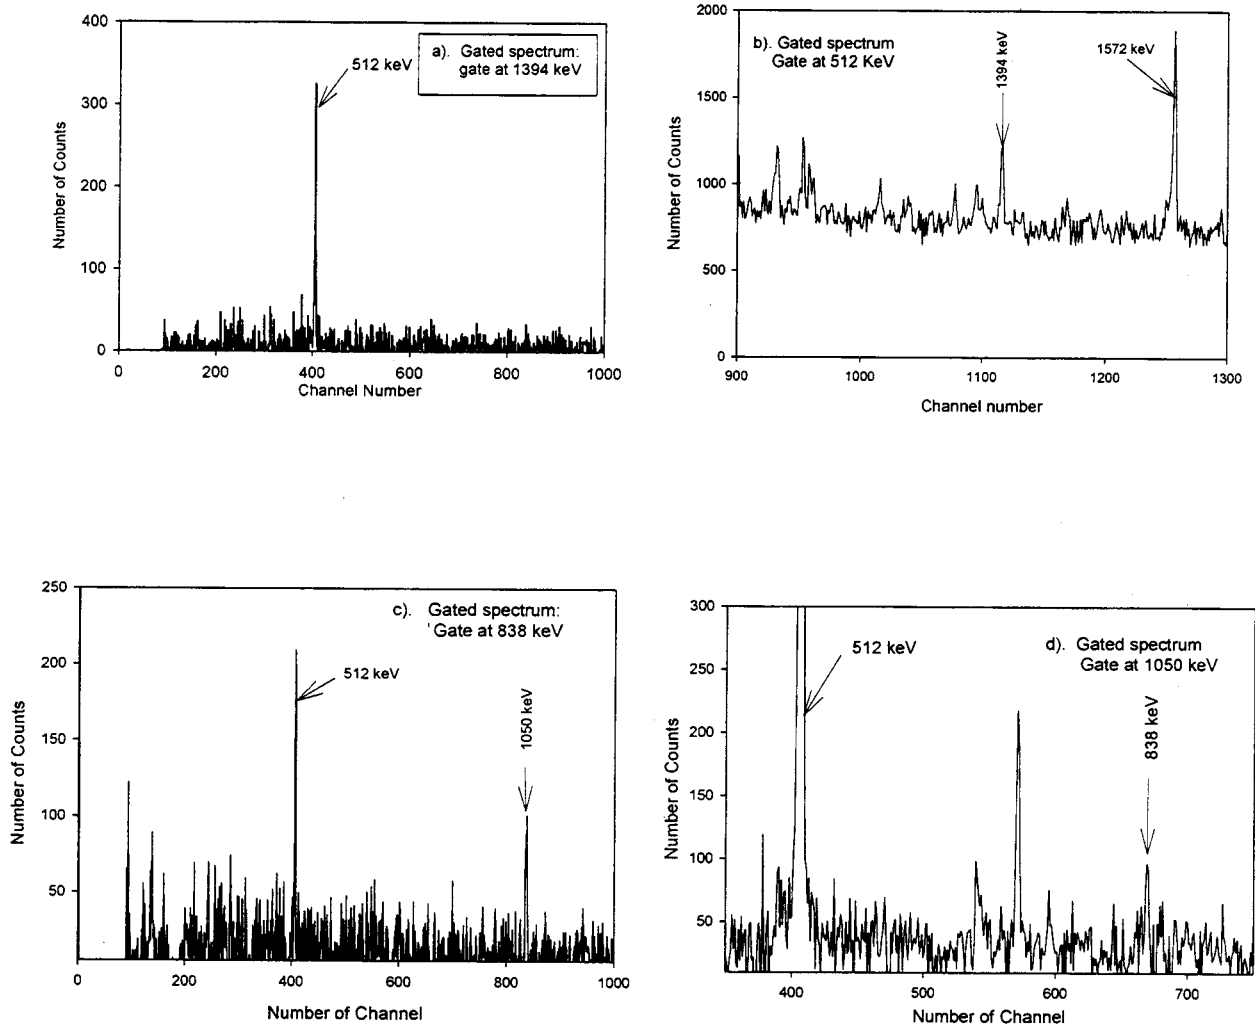 400
300
200
100
0
Number of Counts
a). Gated spectrum:
gate at 1394 keV
512 keV
0
200
400
600
800
1000
Channel Number
2000
1500
1000
500
0
Number of Counts
b). Gated spectrum
Gate at 512 KeV
1394 keV
1572 keV
900
1000
1100
1200
1300
Channel number
250
200
150
100
50
Number of Counts
c). Gated spectrum:
Gate at 838 keV
512 keV
1050 keV
0
200
400
600
800
1000
Number of Channel
300
250
200
150
100
50
Number of Counts
d). Gated spectrum
Gate at 1050 keV
512 keV
838 keV
400
500
600
700
Number of Channel